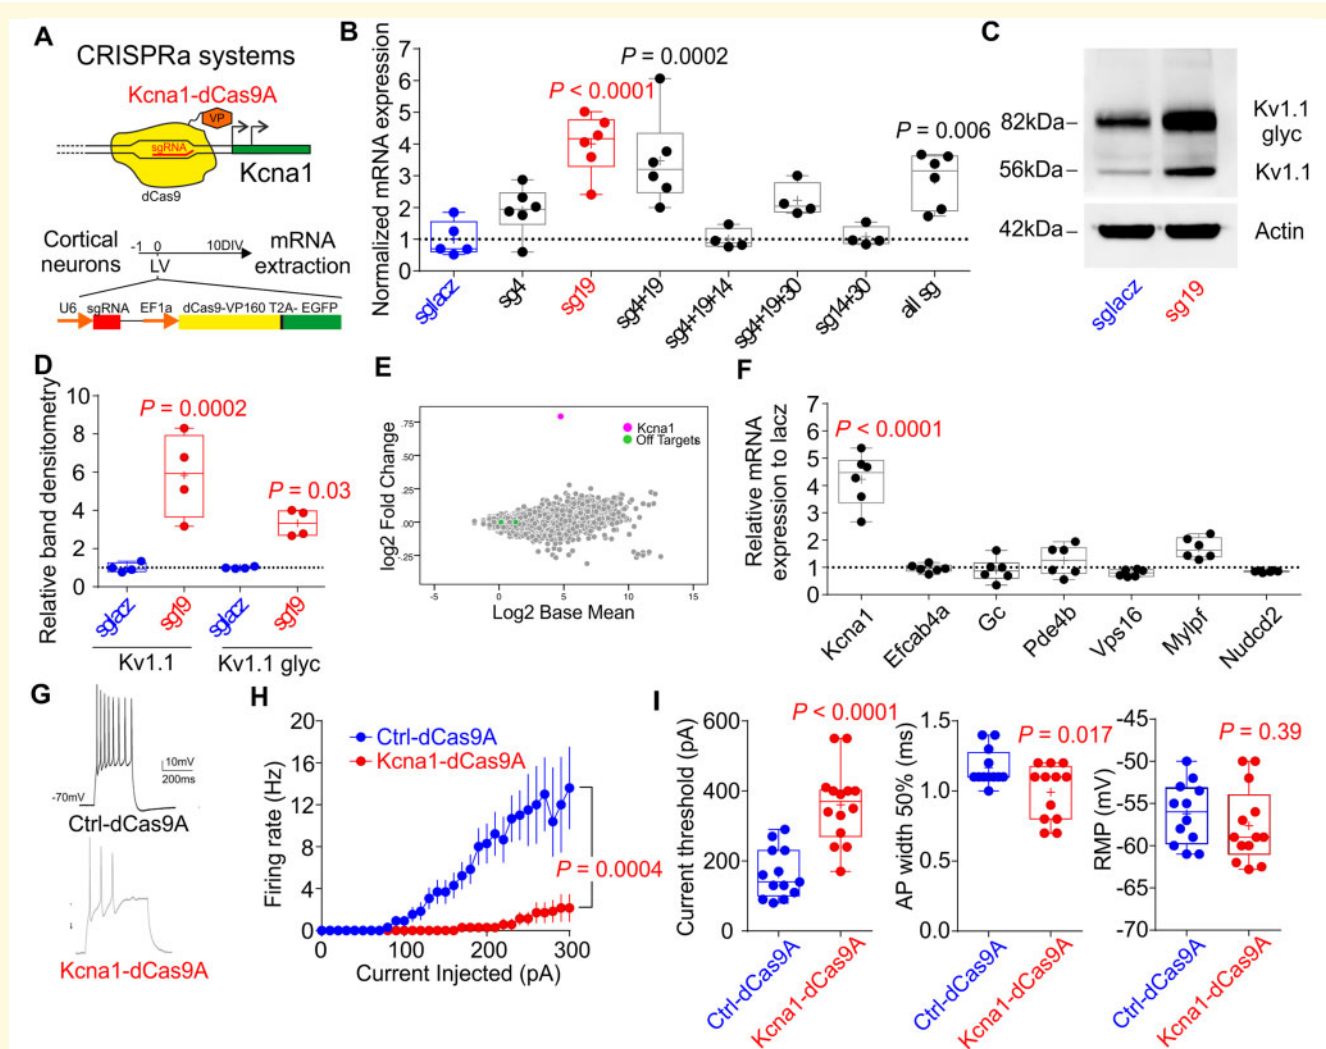 A
CRISPRa systems
Kcna1-dCas9A
VP
sgRNA
Kcna1
dCas9
Cortical neurons
-1 0 10DIV
LV
mRNA extraction
U6 sgRNA EF1a dCas9-VP160 T2A- EGFP
B
Normalized mRNA expression
7
6
5
4
3
2
1
0
P < 0.0001
P = 0.0002
P = 0.006
sglacz
sg4
sg19
sg4+19
sg4+19+14
sg4+19+30
sg14+30
all sg
C
82kDa
56kDa
42kDa
Kv1.1 glyc
Kv1.1
Actin
sglacz
sg19
D
Relative band densitometry
10
8
6
4
2
0
P = 0.0002
P = 0.03
sglacz
sg19
sglacz
sg19
Kv1.1
Kv1.1 glyc
E
log2 Fold Change
.75
.50
.25
.00
-.25
Kcna1
Off Targets
-5 0 5 10 15
Log2 Base Mean
F
Relative mRNA expression to lacz
7
6
5
4
3
2
1
0
P < 0.0001
Kcna1
Efcab4a
Gc
Pde4b
Vps16
Mylpf
Nudcd2
G
-70mV
10mV
200ms
Ctrl-dCas9A
Kcna1-dCas9A
H
Firing rate (Hz)
20
16
12
8
4
0
Ctrl-dCas9A
Kcna1-dCas9A
P = 0.0004
0 100 200 300
Current Injected (pA)
I
Current threshold (pA)
600
400
200
0
P < 0.0001
Ctrl-dCas9A
Kcna1-dCas9A
AP width 50% (ms)
1.5
1.0
0.5
0.0
P = 0.017
Ctrl-dCas9A
Kcna1-dCas9A
RMP (mV)
-45
-50
-55
-60
-65
-70
P = 0.39
Ctrl-dCas9A
Kcna1-dCas9A